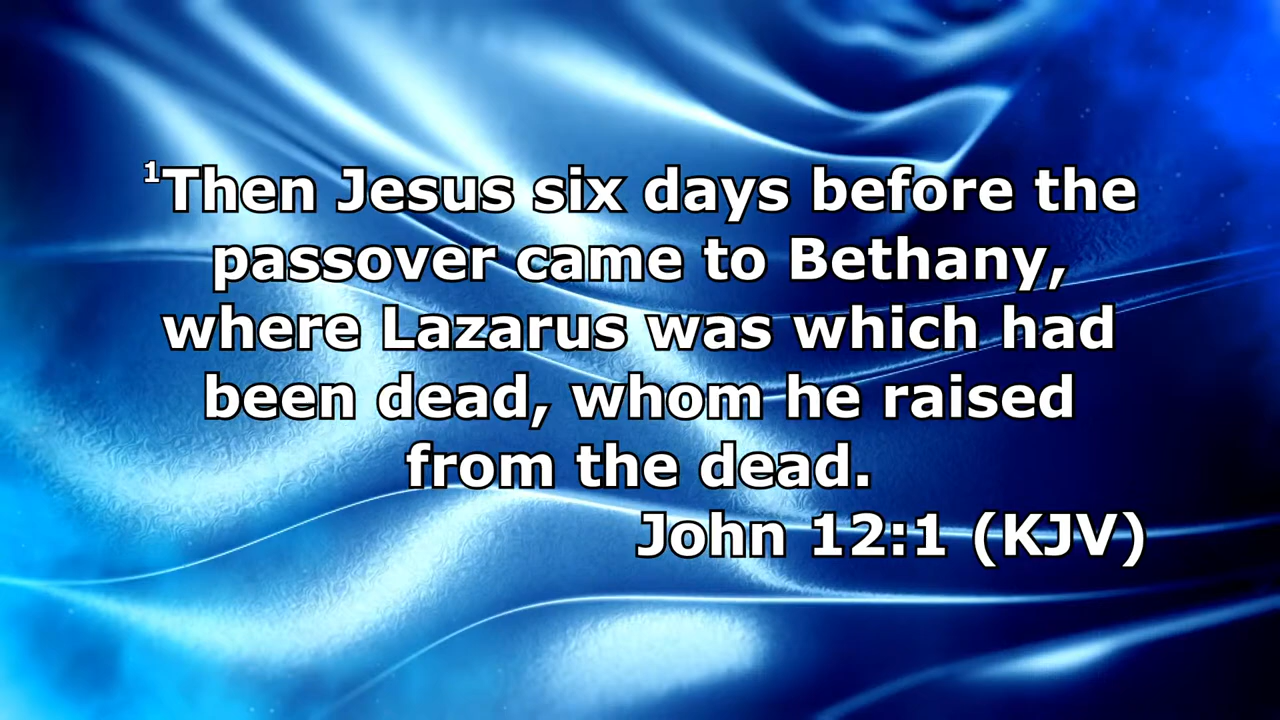 ¹Then Jesus six days before the
passover came to Bethany,
where Lazarus was which had
been dead, whom he raised
from the dead.
John 12:1 (KJV)